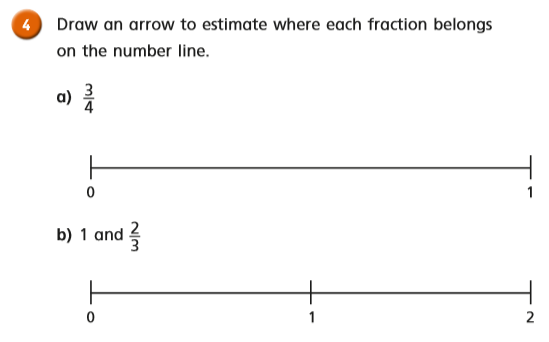 4 Draw an arrow to estimate where each fraction belongs
on the number line.
a) 3/4
0 1
b) 1 and 2/3
0 1 2